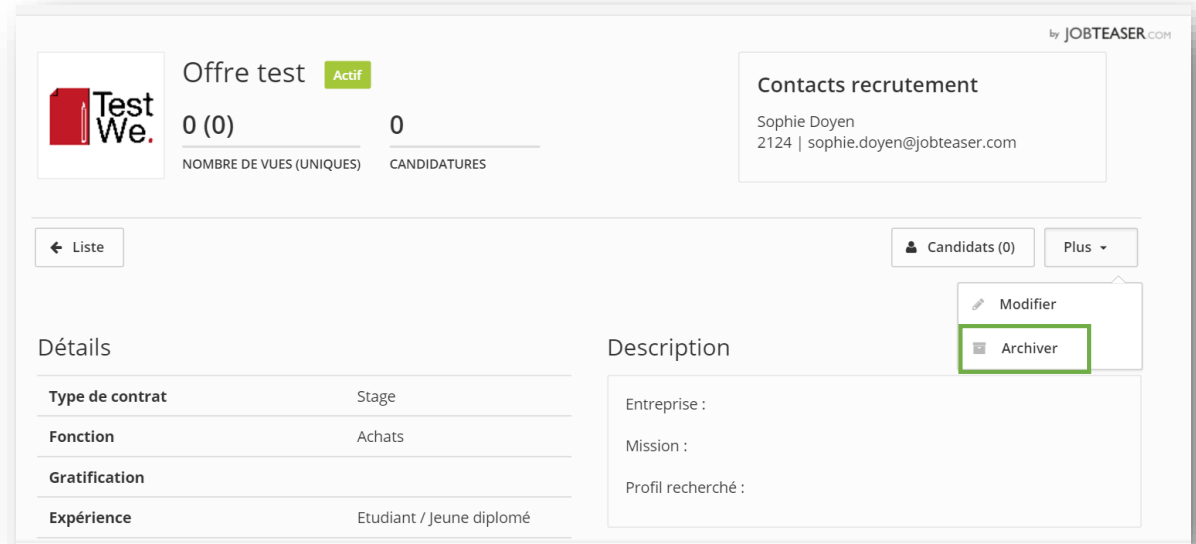 by JOBTEASER.COM
Test
We.
Offre test Actif
0 (0) 0
NOMBRE DE VUES (UNIQUES) CANDIDATURES
Contacts recrutement
Sophie Doyen
2124 | sophie.doyen@jobteaser.com
Liste
Candidats (0) Plus
Modifier
Archiver
Détails
Type de contrat Stage
Fonction Achats
Gratification
Expérience Etudiant / Jeune diplomé
Description
Entreprise :
Mission :
Profil recherché :